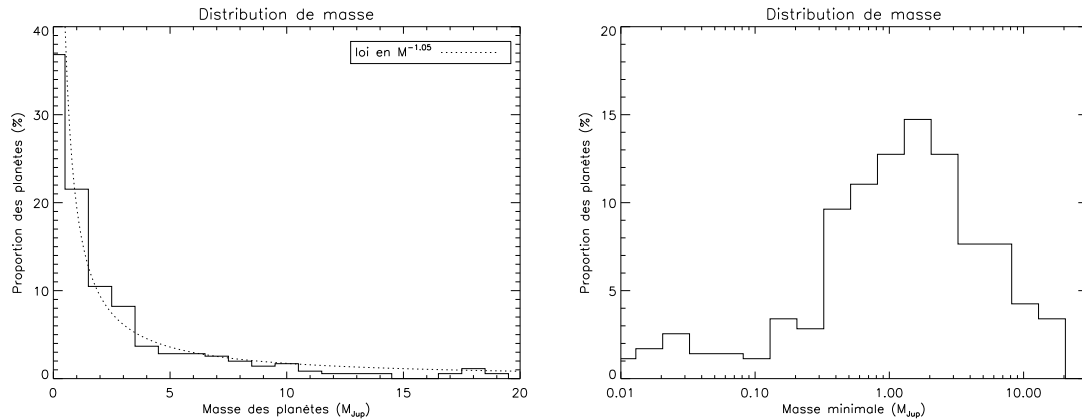 Distribution de masse
40
30
20
10
0
Proportion des planètes (%)
loi en M^-1.05
0 5 10 15 20
Masse des planètes (M_Jup)
Distribution de masse
20
15
10
5
0
Proportion des planètes (%)
0.01 0.10 1.00 10.00
Masse minimale (M_Jup)